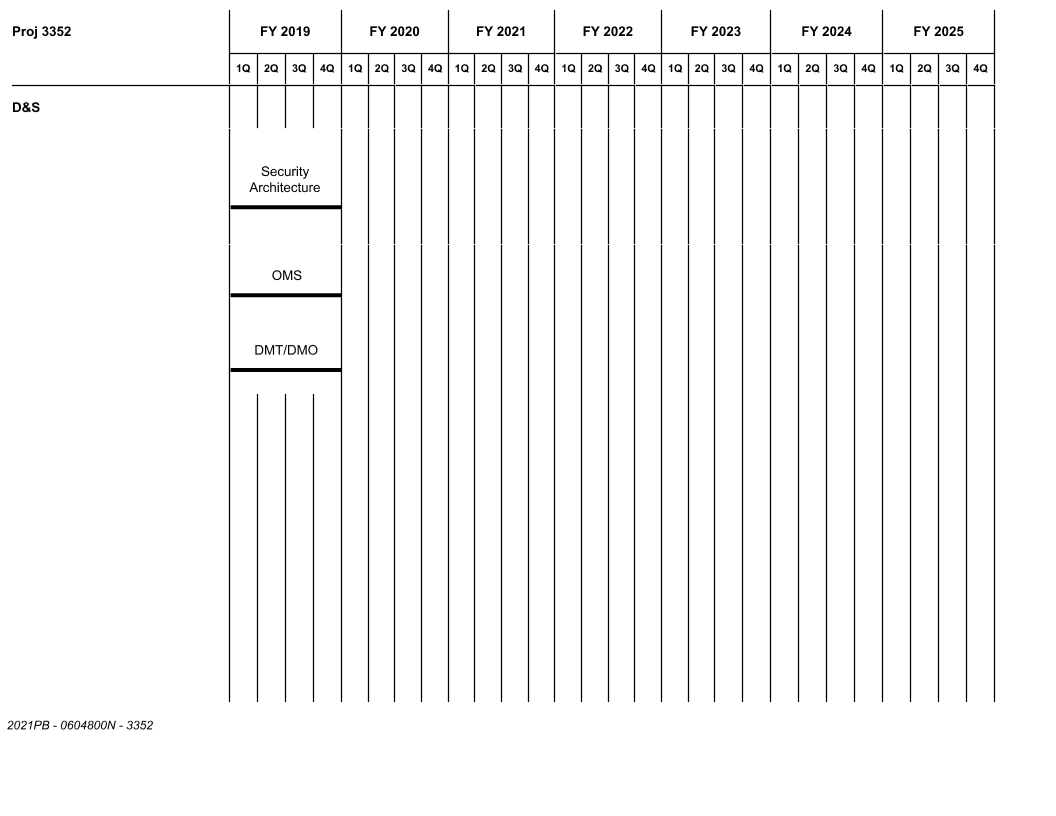 Proj 3352 FY 2019 FY 2020 FY 2021 FY 2022 FY 2023 FY 2024 FY 2025
1Q 2Q 3Q 4Q 1Q 2Q 3Q 4Q 1Q 2Q 3Q 4Q 1Q 2Q 3Q 4Q 1Q 2Q 3Q 4Q 1Q 2Q 3Q 4Q 1Q 2Q 3Q 4Q
D&S
Security
Architecture
OMS
DMT/DMO
2021PB - 0604800N - 3352